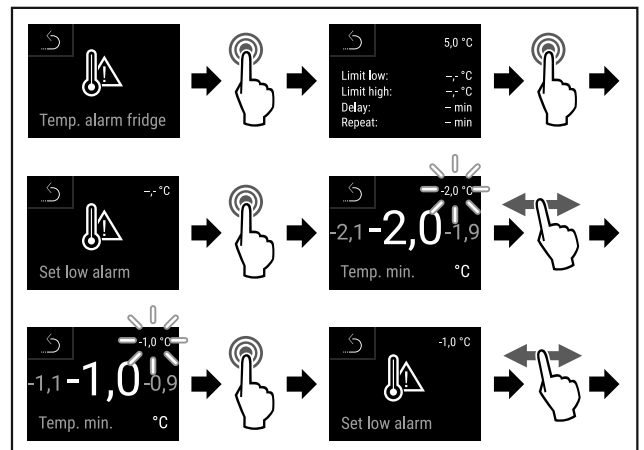 Temp. alarm fridge
5,0 °C
Limit low: –,- °C
Limit high: –,- °C
Delay: – min
Repeat: – min
–,- °C
Set low alarm
-2,0 °C
-2,1 -2,0 -1,9
Temp. min. °C
-1,0 °C
-1,1 -1,0 -0,9
Temp. min. °C
-1,0 °C
Set low alarm